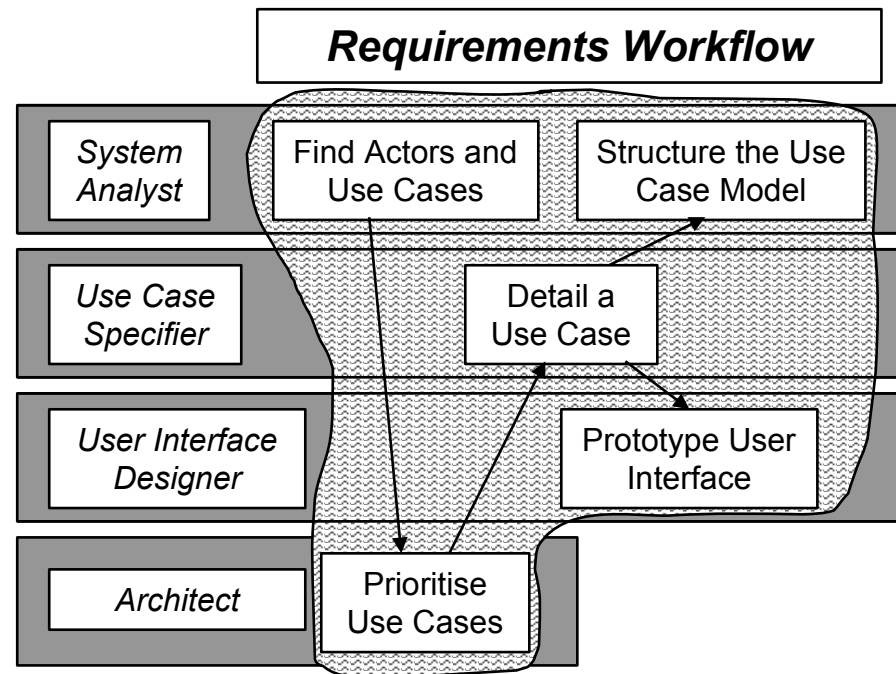 Requirements Workflow
System
Analyst
Find Actors and
Use Cases
Structure the Use
Case Model
Use Case
Specifier
Detail a
Use Case
User Interface
Designer
Prototype User
Interface
Architect
Prioritise
Use Cases